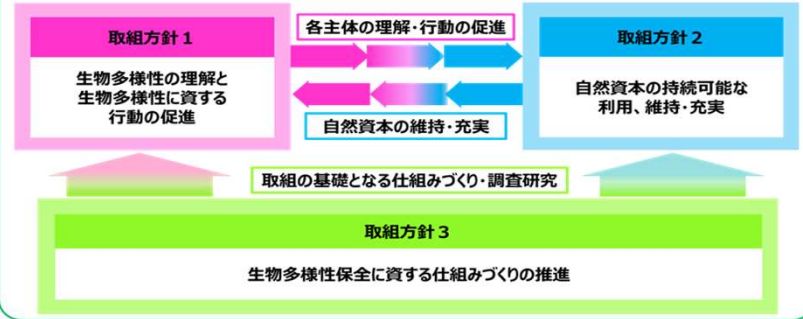 各主体の理解・行動の促進
取組方針１
取組方針２
生物多様性の理解と
生物多様性に資する
行動の促進
自然資本の持続可能な
利用、維持・充実
自然資本の維持・充実
取組の基礎となる仕組みづくり・調査研究
取組方針３
生物多様性保全に資する仕組みづくりの推進